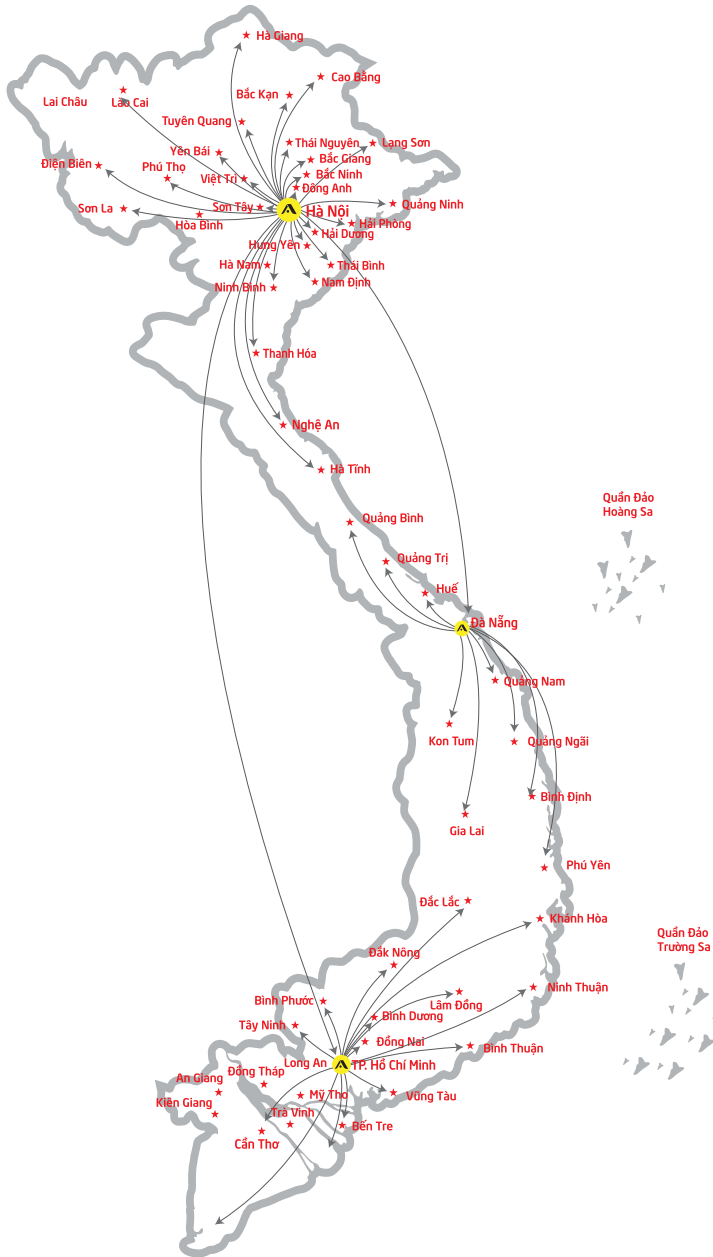 Hà Giang
Cao Bằng
Lai Châu
Lào Cai
Bắc Kạn
Tuyên Quang
Thái Nguyên
Lạng Sơn
Yên Bái
Bắc Giang
Điện Biên
Phú Thọ
Việt Trì
Bắc Ninh
Đông Anh
Sơn La
Sơn Tây
Hà Nội
Quảng Ninh
Hòa Bình
Hải Phòng
Hải Dương
Hưng Yên
Hà Nam
Thái Bình
Ninh Bình
Nam Định
Thanh Hóa
Nghệ An
Hà Tĩnh
Quần Đảo
Hoàng Sa
Quảng Bình
Quảng Trị
Huế
Đà Nẵng
Quảng Nam
Kon Tum
Quảng Ngãi
Bình Định
Gia Lai
Phú Yên
Đắc Lắc
Khánh Hòa
Quần Đảo
Trường Sa
Đắk Nông
Ninh Thuận
Bình Phước
Lâm Đồng
Bình Dương
Tây Ninh
Đồng Nai
Bình Thuận
Long An
TP. Hồ Chí Minh
Đồng Tháp
An Giang
Mỹ Tho
Vũng Tàu
Kiên Giang
Trà Vinh
Bến Tre
Cần Thơ